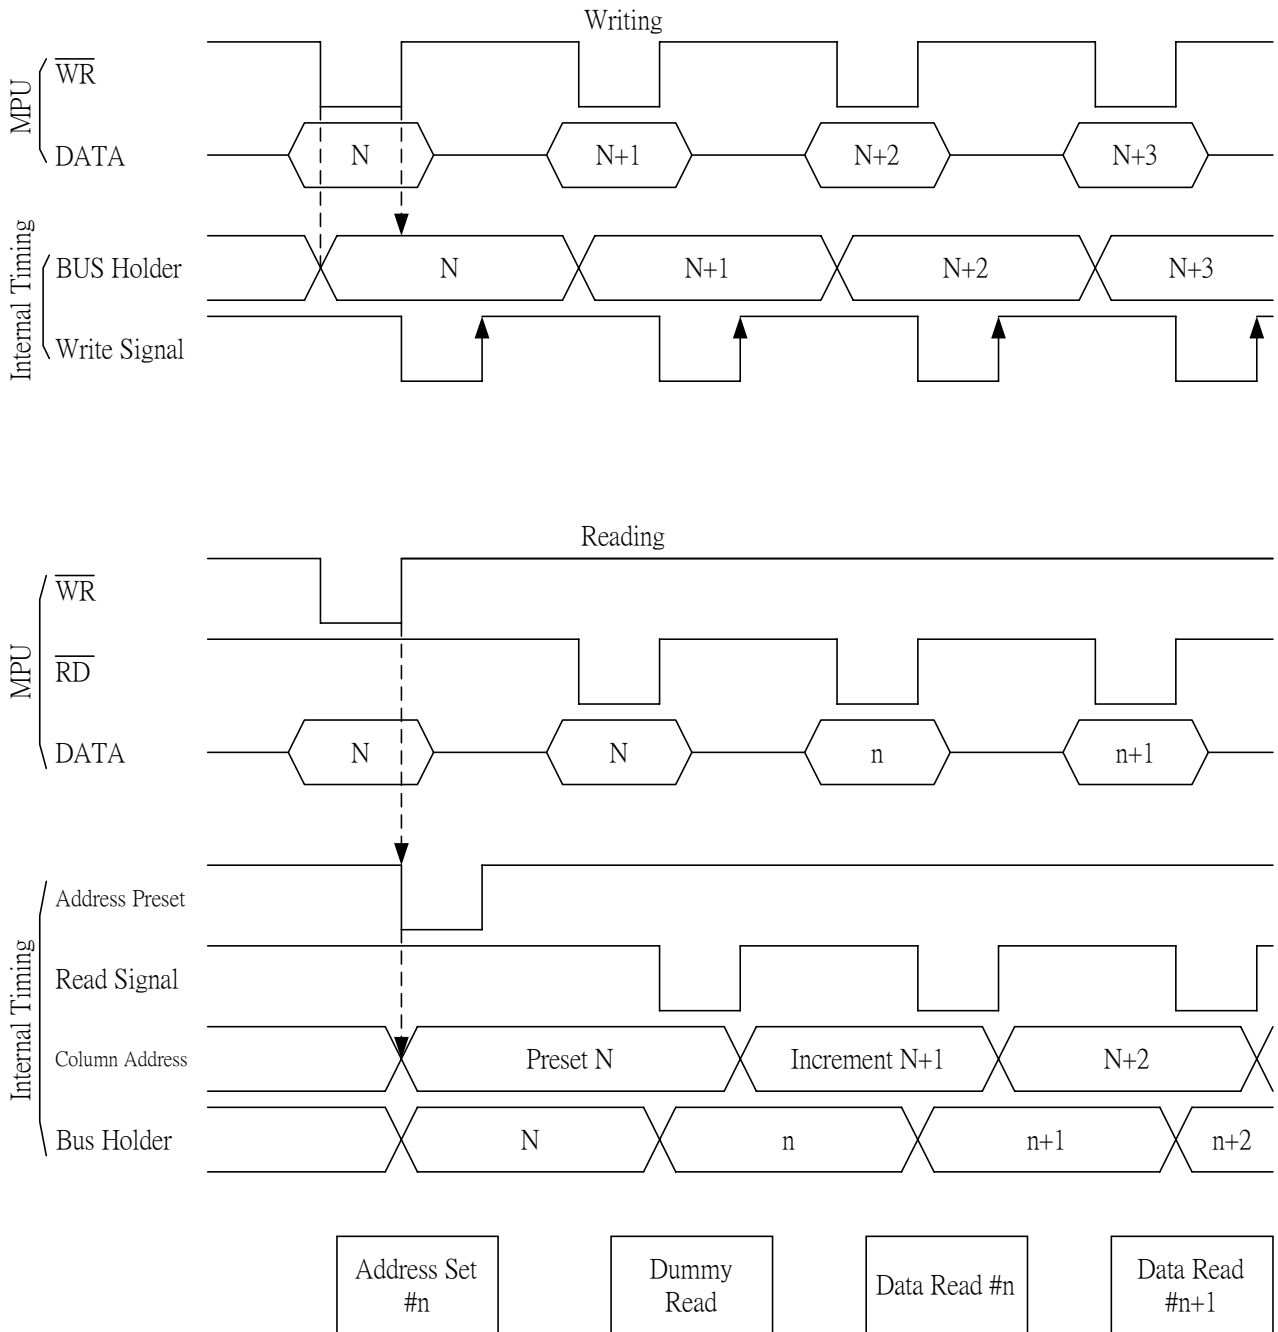 Writing
MPU
WR
DATA
N
N+1
N+2
N+3
Internal Timing
BUS Holder
N
N+1
N+2
N+3
Write Signal
Reading
MPU
WR
RD
DATA
N
N
n
n+1
Internal Timing
Address Preset
Read Signal
Column Address
Preset N
Increment N+1
N+2
Bus Holder
N
n
n+1
n+2
Address Set
#n
Dummy
Read
Data Read #n
Data Read
#n+1